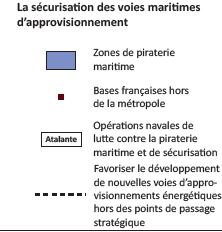 La sécurisation des voies maritimes
d'approvisionnement
Zones de piraterie
maritime
Bases françaises hors
de la métropole
Atalante
Opérations navales de
lutte contre la piraterie
maritime et de sécurisation
Favoriser le développement
de nouvelles voies d'appro-
visionnements énergétiques
hors des points de passage
stratégique